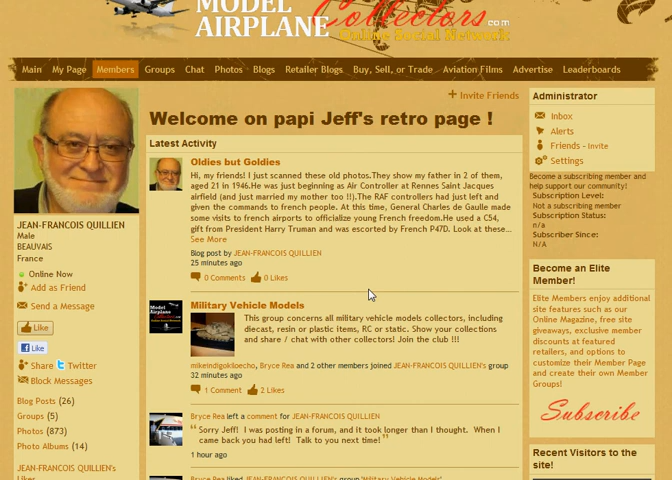 MODEL
AIRPLANE
Collectors.com
Online Social Network
Main My Page Members Groups Chat Photos Blogs Retailer Blogs Buy, Sell, or Trade Aviation Films Advertise Leaderboards
JEAN-FRANCOIS QUILLIEN
Male
BEAUVAIS
France
Online Now
Add as Friend
Send a Message
Like
Like
Share Twitter
Block Messages
Blog Posts (26)
Groups (5)
Photos (873)
Photo Albums (14)
JEAN-FRANCOIS QUILLIEN's
Likes
Invite Friends
Welcome on papi Jeff's retro page !
Latest Activity
Oldies but Goldies
Hi, my friends! I just scanned these old photos.They show my father in 2 of them,
aged 21 in 1946.He was just beginning as Air Controler at Rennes Saint Jacques
airfield (and just married my mother too !!).The RAF controllers had just left and
given the commands to french people. At this time, General Charles de Gaulle made
some visits to french airports to officialize young French freedom.He used a C54,
gift from President Harry Truman and was escorted by French P47D. Look at these...
See More
Blog post by JEAN-FRANCOIS QUILLIEN
25 minutes ago
0 Comments 0 Likes
Military Vehicle Models
This group concerns all military vehicle models collectors, including
diecast, resin or plastic items, RC or static. Show your collections
and share / chat with other collectors! Join the club !!!
mikeindigokiloecho, Bryce Rea and 2 other members joined JEAN-FRANCOIS QUILLIEN's group
32 minutes ago
1 Comment 2 Likes
Bryce Rea left a comment for JEAN-FRANCOIS QUILLIEN
“ Sorry Jeff! I was posting in a forum, and it took longer than I thought. When I
came back you had left! Talk to you next time! ”
1 hour ago
Bryce Rea liked JEAN-FRANCOIS QUILLIEN's group 'Military Vehicle Models'
Administrator
Inbox
Alerts
Friends – Invite
Settings
Become a subscribing member and
help support our community!
Subscription Level:
Not a subscribing member
Subscription Status:
n/a
Subscriber Since:
N/A
Become an Elite
Member!
Elite Members enjoy additional
site features such as our
Online Magazine, free site
giveaways, exclusive member
discounts at featured
retailers, and options to
customize their Member Page
and create their own Member
Groups!
Subscribe
Recent Visitors to the
site!